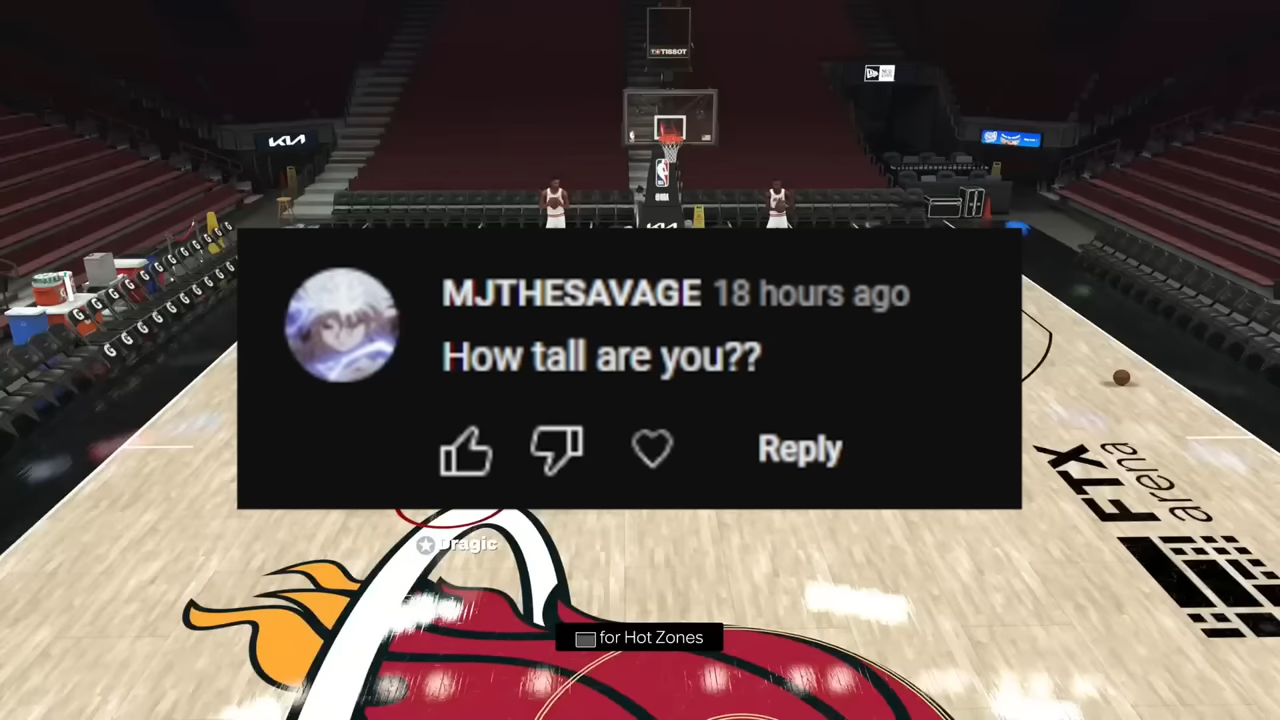 TISSOT
KIA
MJTHESAVAGE 18 hours ago
How tall are you??
Reply
FTX
arena
Dragic
for Hot Zones